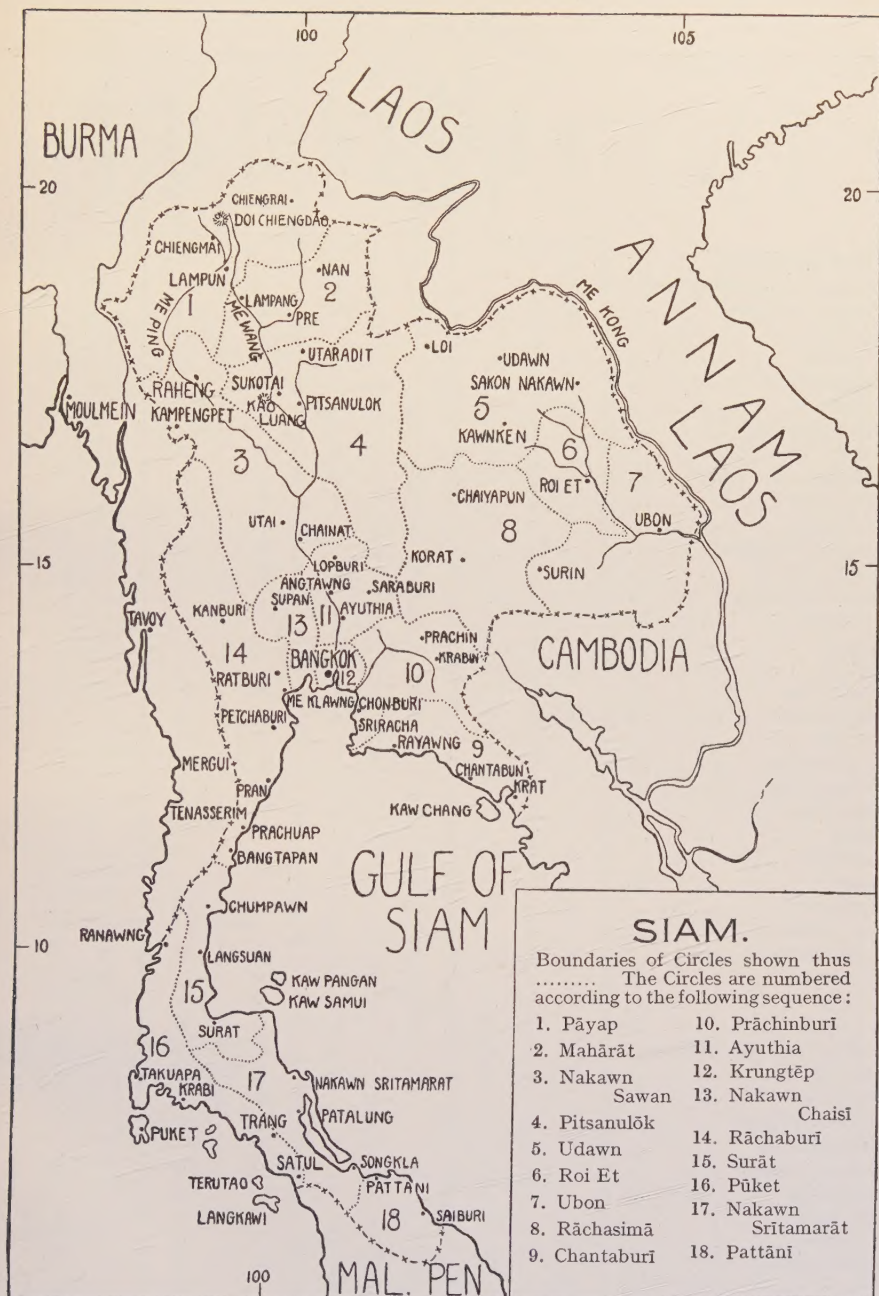 100
105
LAOS
BURMA
20
20
CHIENGRAI
DOI CHIENGDAO
CHIENGMAI
LAMPUN
NAN
2
1
LAMPANG
ME PING
ME WANG
PRE
ANNAM
ME KONG
UTARADIT
LOI
UDAWN
SAKON NAKAWN
RAHENG
SUKOTAI
KAO
LUANG
PITSANULOK
MOULMEIN
KAMPENGPET
5
4
3
KAWNKEN
6
7
ROI ET
LAOS
CHAIYAPUN
8
UTAI
CHAINAT
UBON
LOPBURI
KORAT
15
15
SURIN
ANGTAWNG
SARABURI
SUPAN
KANBURI
13
11
AYUTHIA
TAVOY
PRACHIN
KRABIN
14
BANGKOK
12
10
CAMBODIA
RATBURI
ME KLAWNG
CHONBURI
PETCHABURI
SRIRACHA
RAYAWNG
9
MERGUI
CHANTABUN
PRAN
KRAT
TENASSERIM
KAW CHANG
PRACHUAP
BANGTAPAN
GULF OF
SIAM
CHUMPAWN
RANAWNG
10
LANGSUAN
KAW PANGAN
KAW SAMUI
15
SURAT
16
17
TAKUAPA
KRABI
NAKAWN SRITAMARAT
PATALUNG
PUKET
TRANG
SATUL
SONGKLA
PATTANI
TERUTAO
LANGKAWI
18
SAIBURI
100
MAL. PEN
SIAM.
Boundaries of Circles shown thus
......... The Circles are numbered
according to the following sequence:
1. Pāyap
2. Mahārāt
3. Nakawn
Sawan
4. Pitsanulōk
5. Udawn
6. Roi Et
7. Ubon
8. Rāchasimā
9. Chantaburī
10. Prāchinburī
11. Ayuthia
12. Krungtēp
13. Nakawn
Chaisī
14. Rāchaburī
15. Surāt
16. Pūket
17. Nakawn
Srītamarāt
18. Pattānī